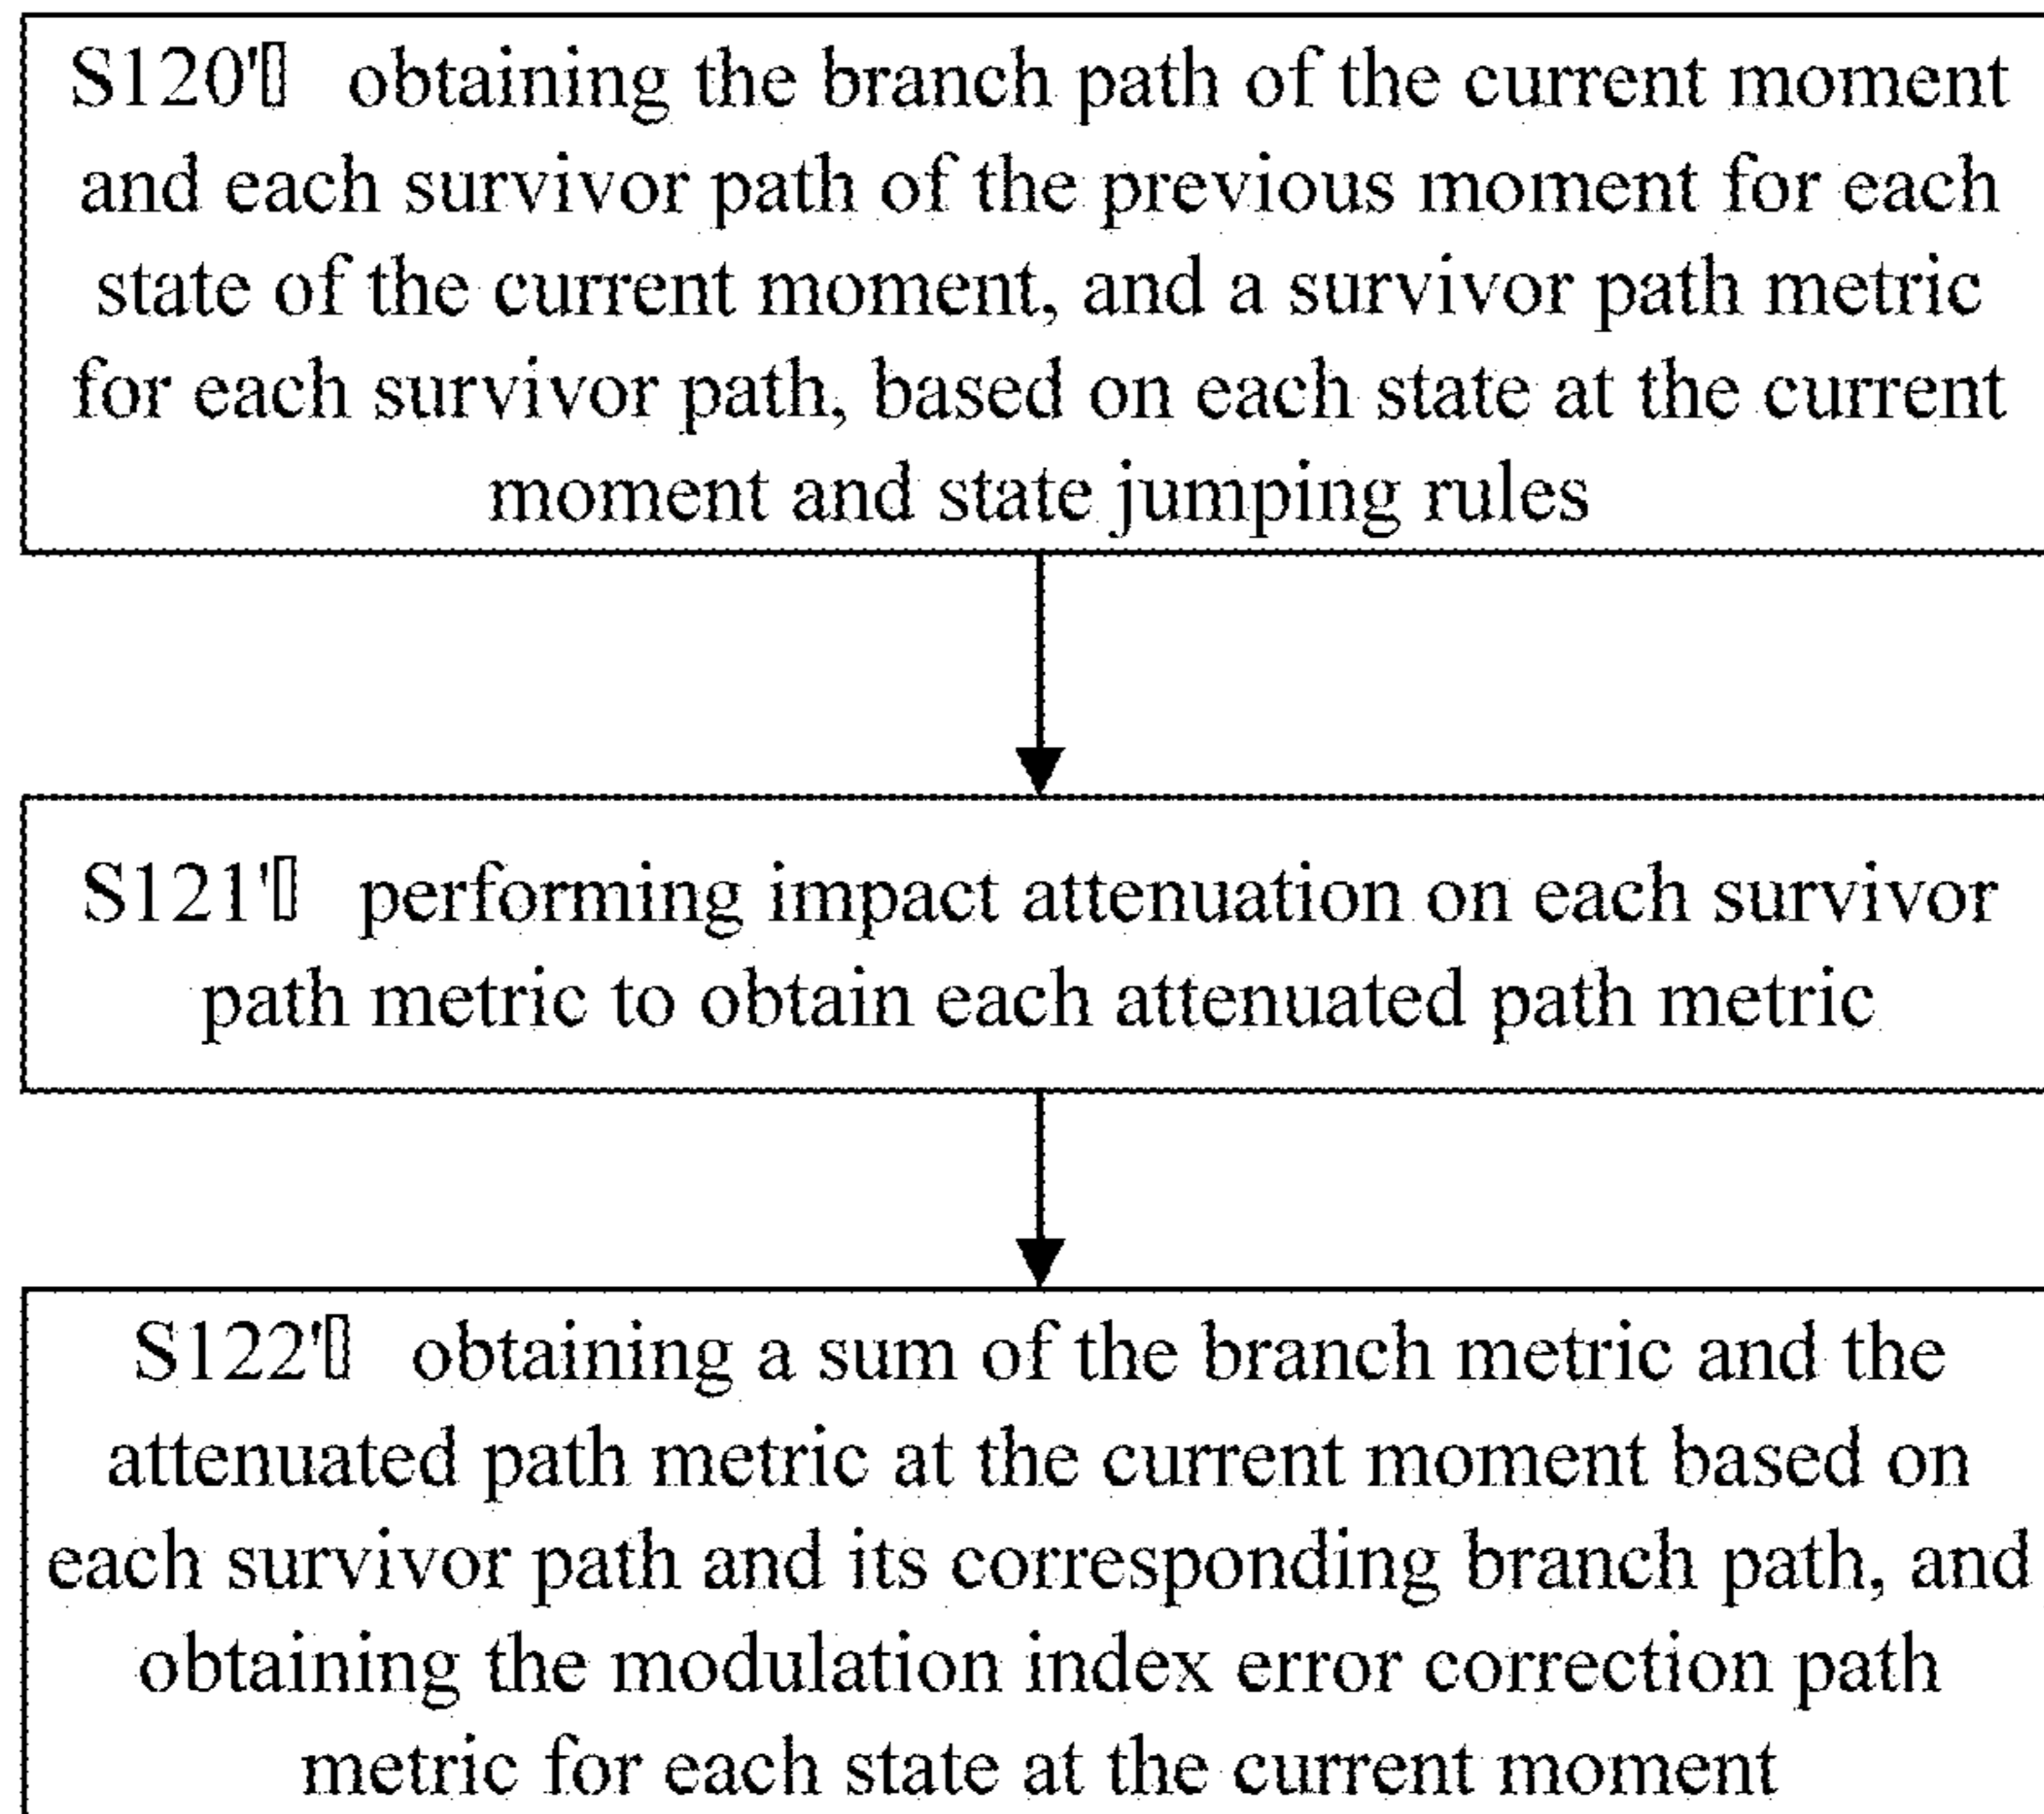 S120'▯ obtaining the branch path of the current moment
and each survivor path of the previous moment for each
state of the current moment, and a survivor path metric
for each survivor path, based on each state at the current
moment and state jumping rules
S121'▯ performing impact attenuation on each survivor
path metric to obtain each attenuated path metric
S122'▯ obtaining a sum of the branch metric and the
attenuated path metric at the current moment based on
each survivor path and its corresponding branch path, and
obtaining the modulation index error correction path
metric for each state at the current moment